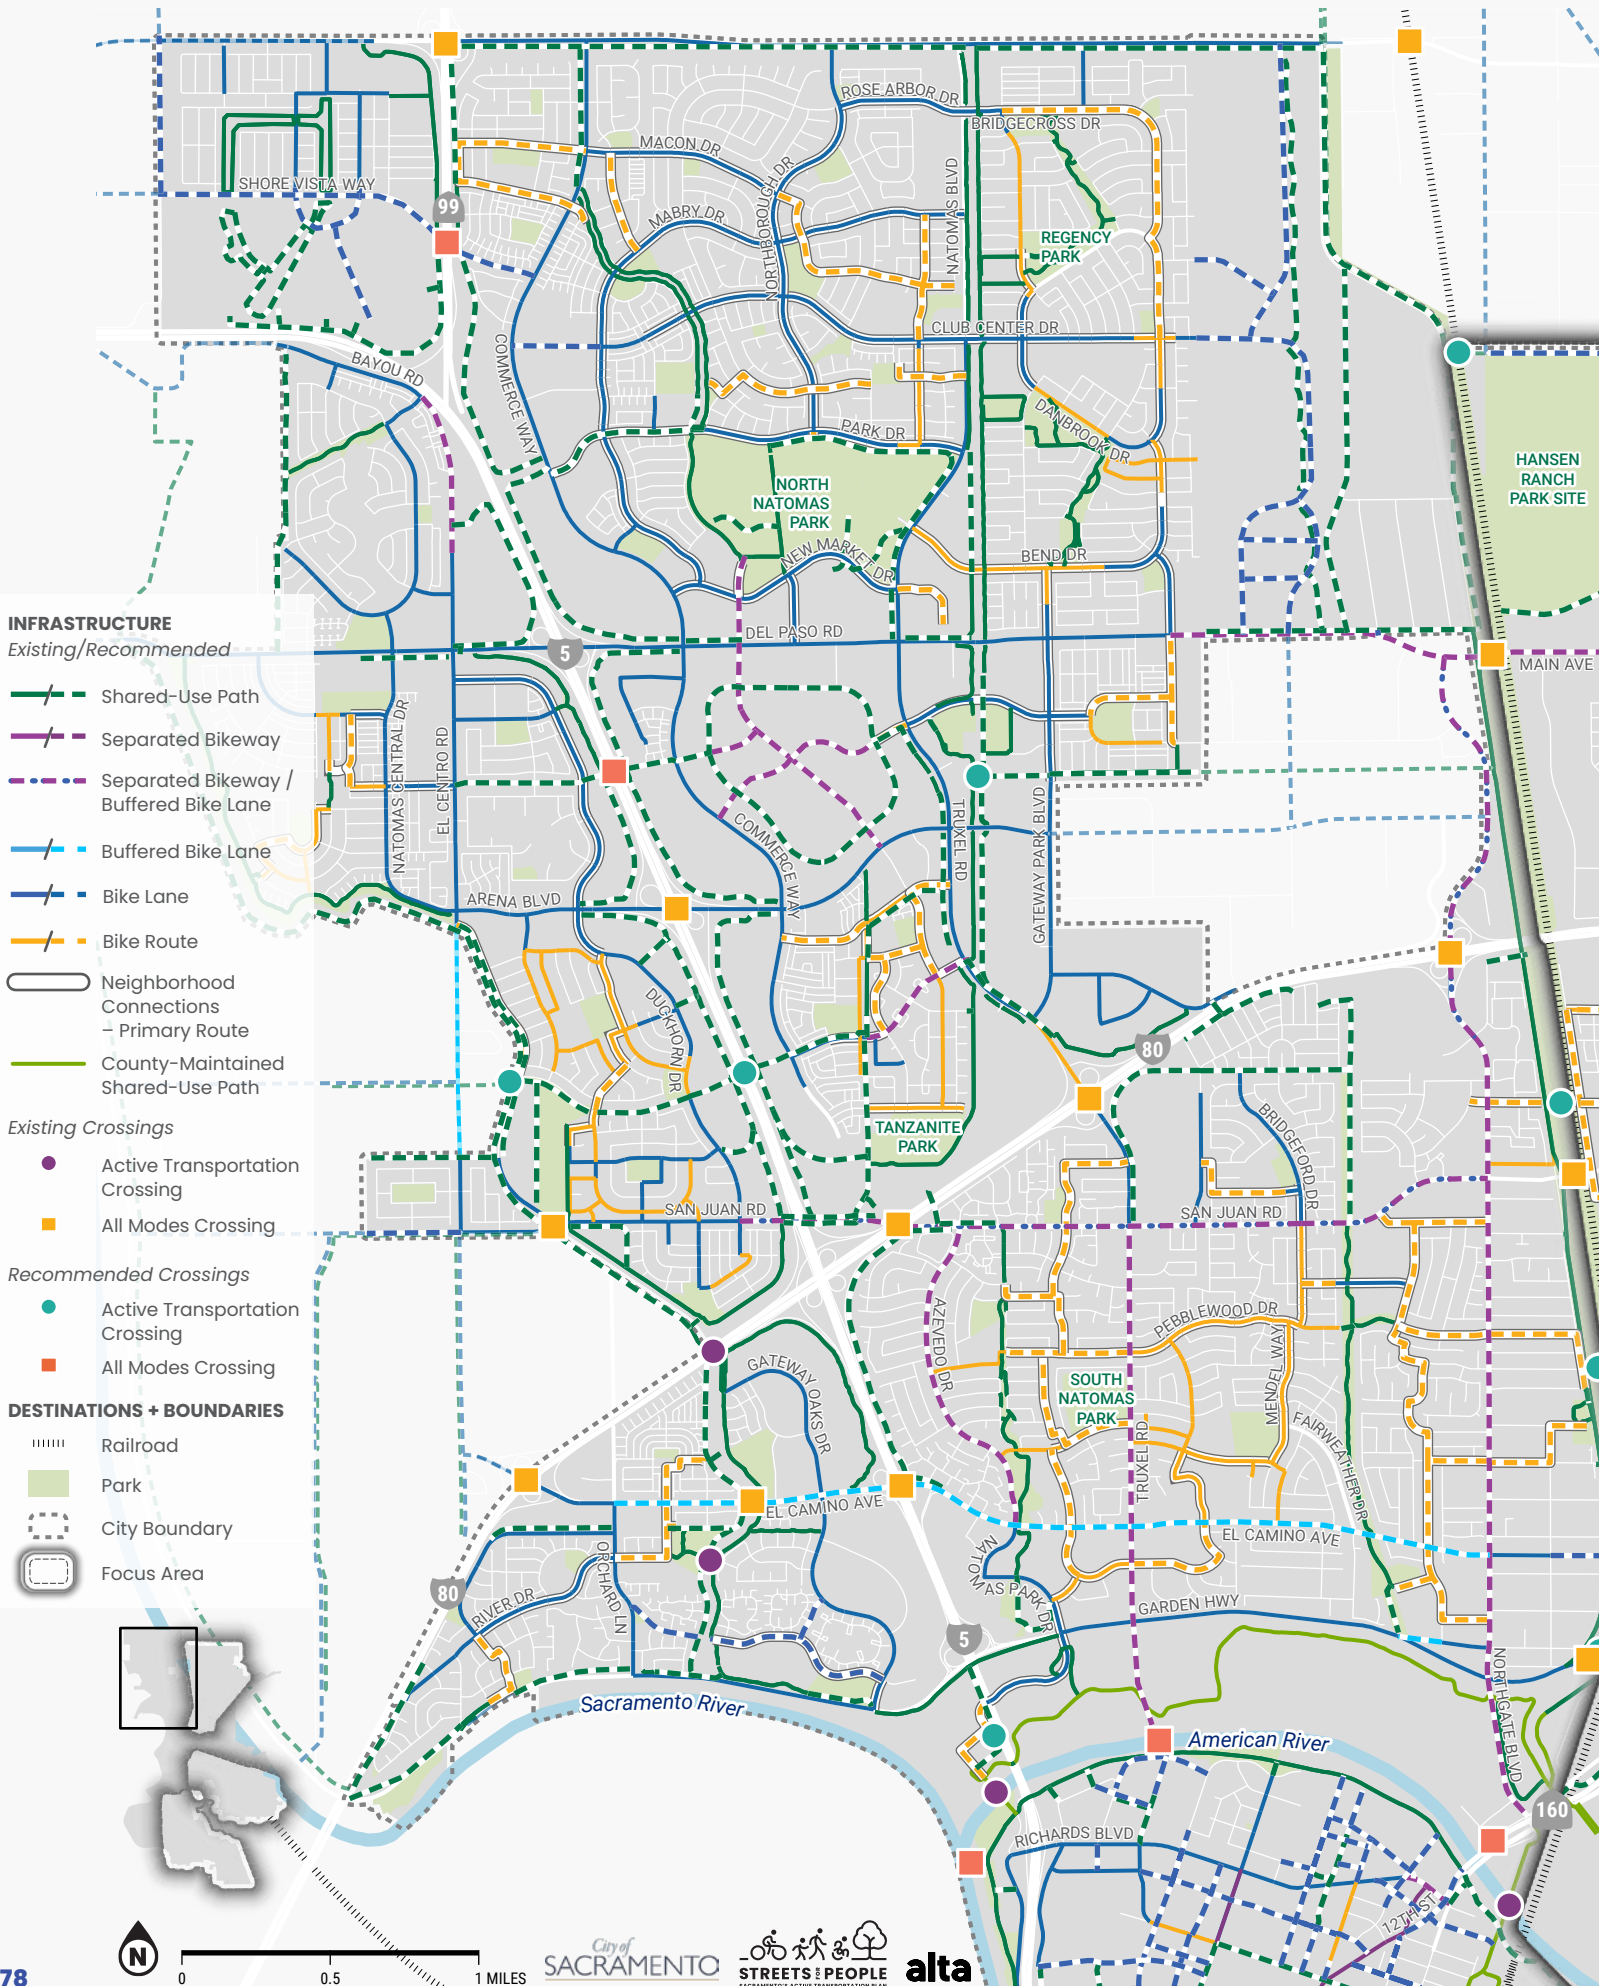 ROSE ARBOR DR
BRIDGECROSS DR
MACON DR
SHORE VISTA WAY
99
MABRY DR
NORTHBOROUGH DR
NATOMAS BLVD
REGENCY
PARK
CLUB CENTER DR
BAYOU RD
COMMERCE WAY
DANBROOK DR
PARK DR
NORTH
NATOMAS
PARK
HANSEN
RANCH
PARK SITE
NEW MARKET DR
BEND DR
DEL PASO RD
5
MAIN AVE
INFRASTRUCTURE
Existing/Recommended
Shared-Use Path
Separated Bikeway
Separated Bikeway /
Buffered Bike Lane
Buffered Bike Lane
Bike Lane
Bike Route
Neighborhood
Connections
– Primary Route
County-Maintained
Shared-Use Path
Existing Crossings
Active Transportation
Crossing
All Modes Crossing
Recommended Crossings
Active Transportation
Crossing
All Modes Crossing
DESTINATIONS + BOUNDARIES
Railroad
Park
City Boundary
Focus Area
NATOMAS CENTRAL DR
EL CENTRO RD
COMMERCE WAY
TRUXEL RD
GATEWAY PARK BLVD
ARENA BLVD
DUCKHORN DR
80
TANZANITE
PARK
BRIDGEFORD DR
SAN JUAN RD
SAN JUAN RD
AZEVEDO DR
PEBBLEWOOD DR
MENDEL WAY
GATEWAY OAKS DR
SOUTH
NATOMAS
PARK
TRUXEL RD
FAIRWEATHER DR
EL CAMINO AVE
EL CAMINO AVE
ORCHARD LN
NATOMAS PARK DR
80
RIVER DR
GARDEN HWY
5
NORTHGATE BLVD
Sacramento River
American River
160
RICHARDS BLVD
12TH ST
N
0
0.5
1 MILES
City of
SACRAMENTO
STREETS FOR PEOPLE
SACRAMENTO'S ACTIVE TRANSPORTATION PLAN
alta
78